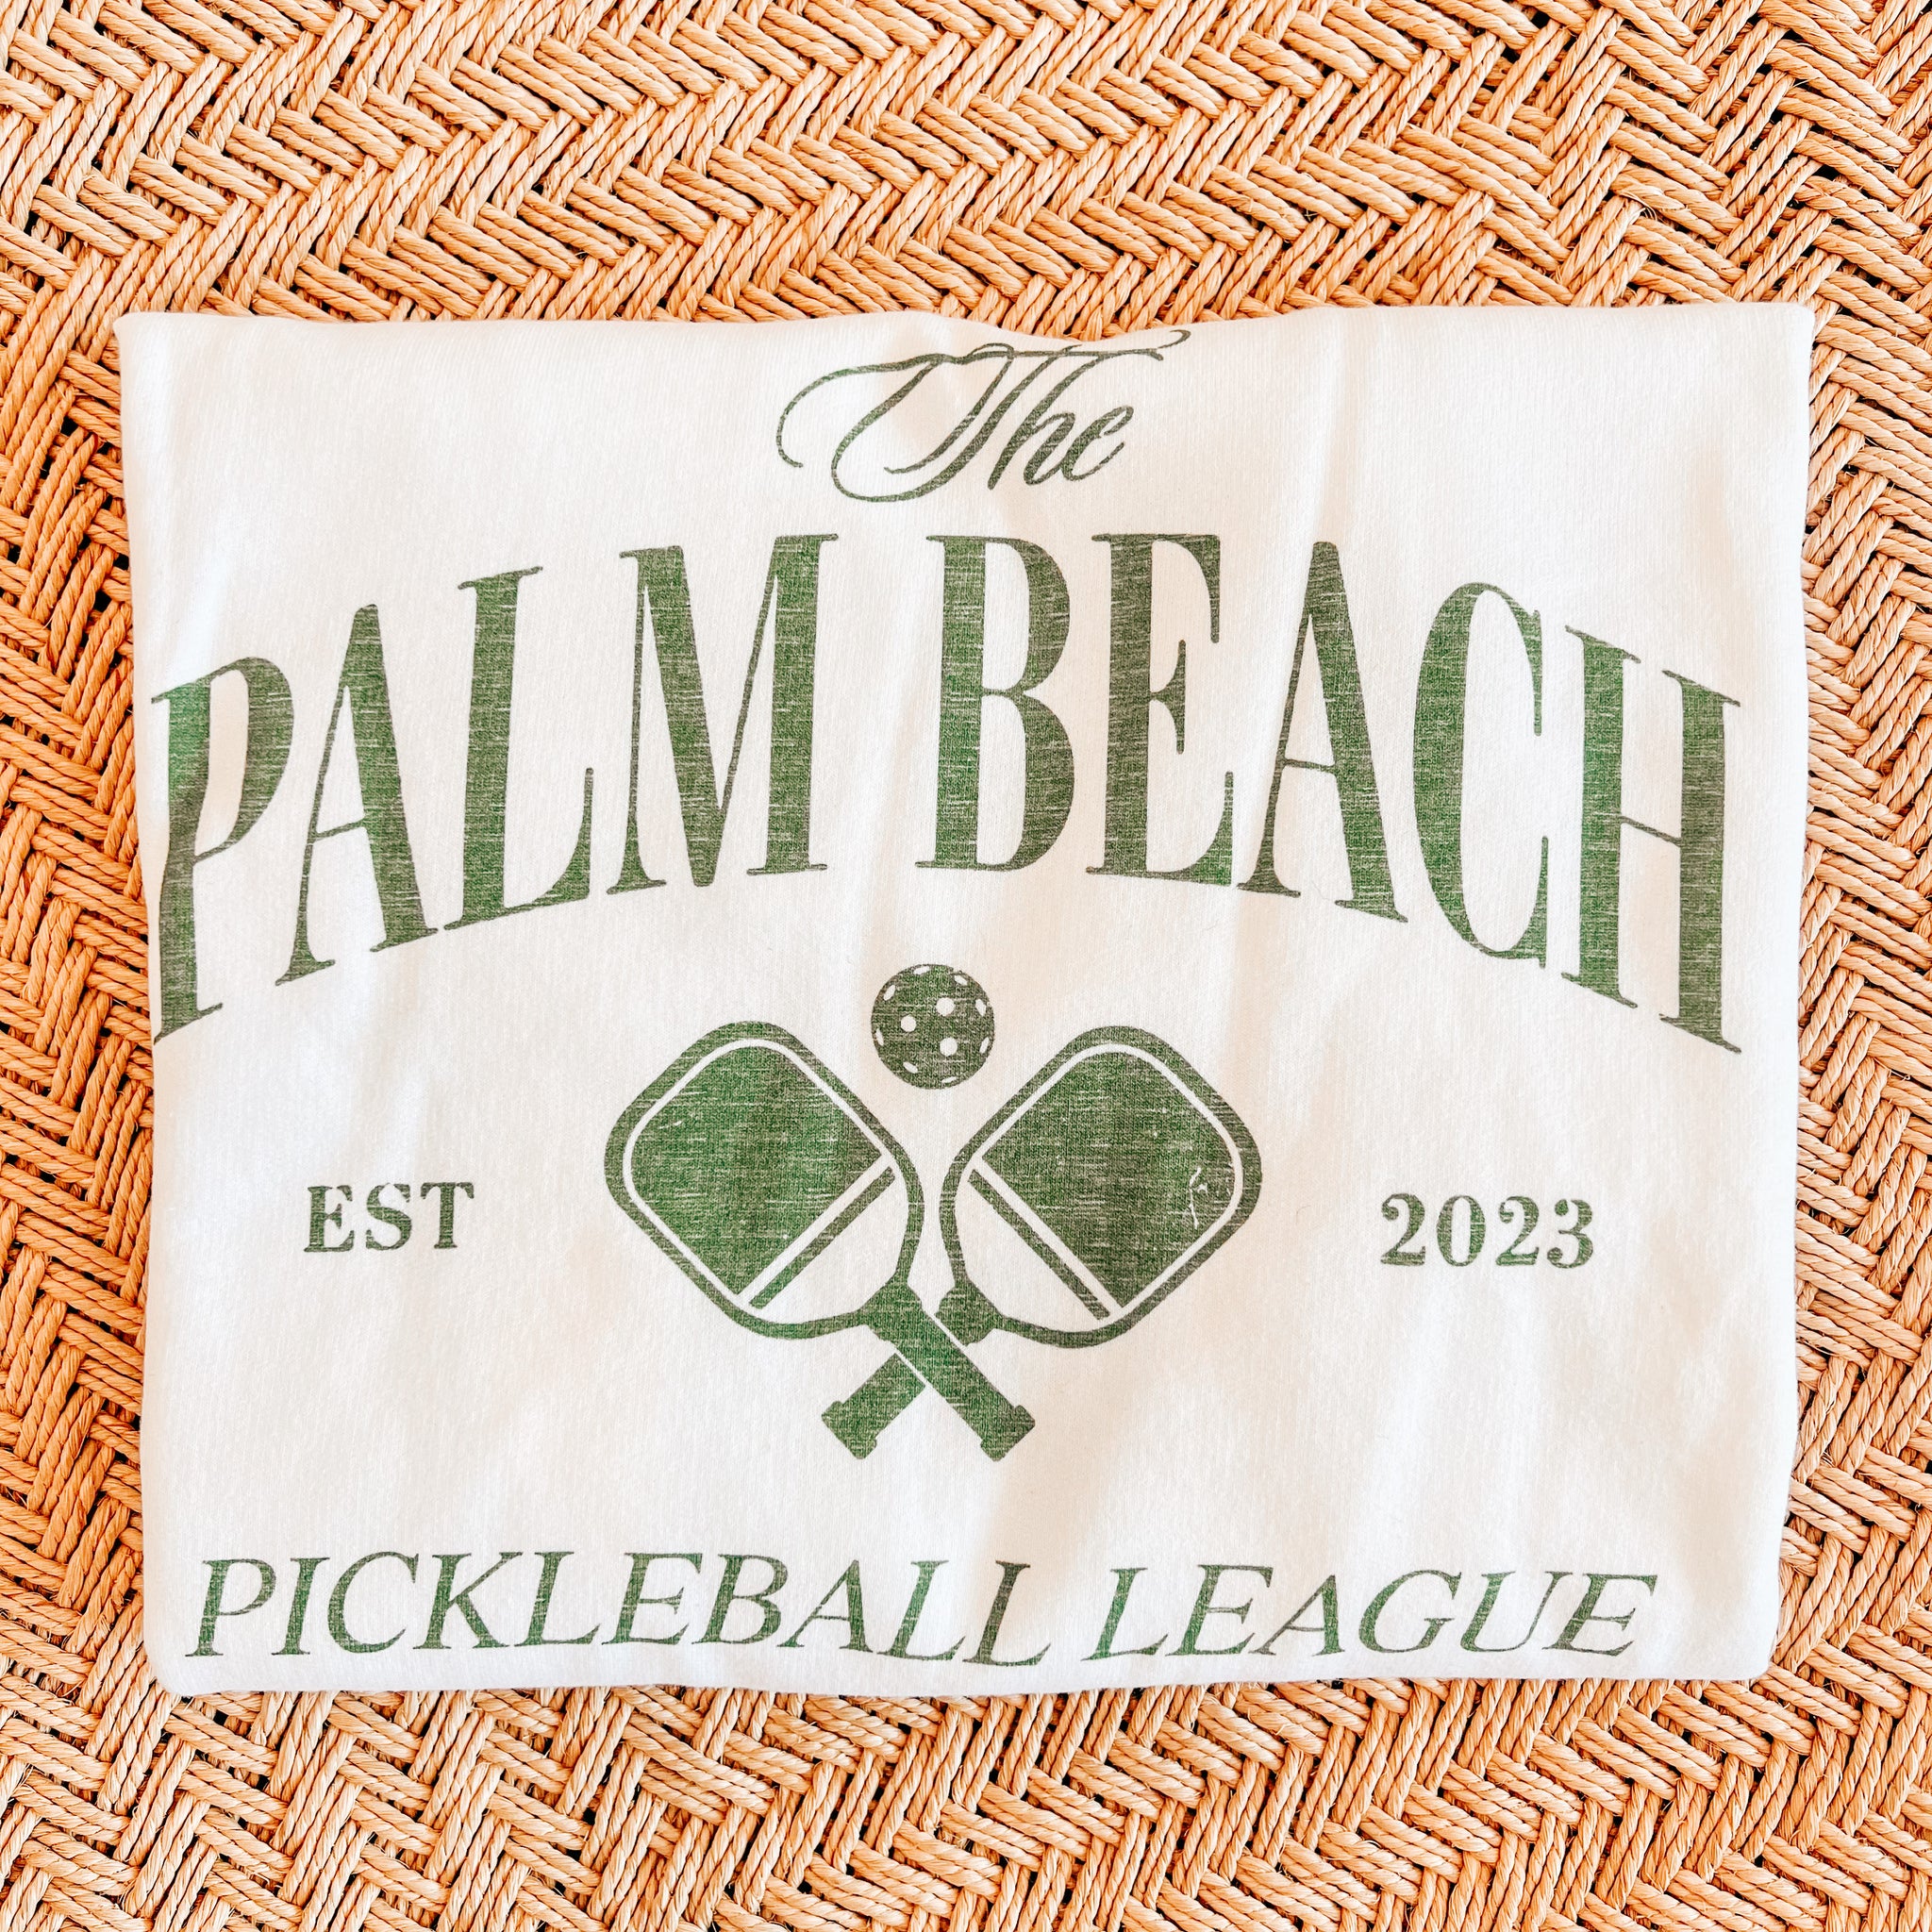 The
PALM BEACH
EST 2023
PICKLEBALL LEAGUE